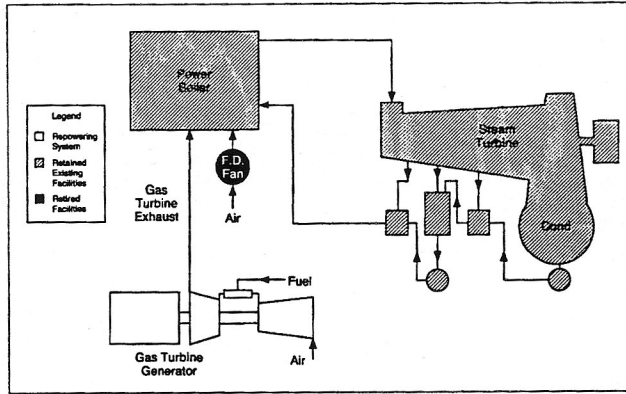 Power
Boiler
Steam
Turbine
Legend
Repowering
System
Retained
Existing
Facilities
Retired
Facilities
F.D.
Fan
Gas
Turbine
Exhaust
Air
Cond
Fuel
Gas Turbine
Generator
Air